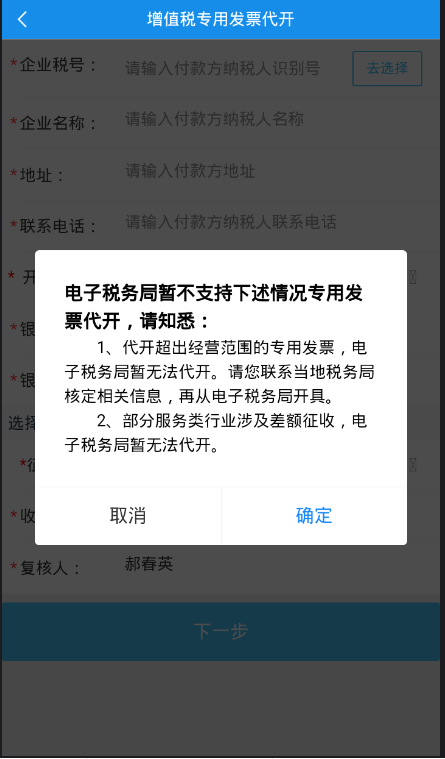 增值税专用发票代开
*企业税号：
请输入付款方纳税人识别号
去选择
*企业名称：
请输入付款方纳税人名称
*地址：
请输入付款方地址
*联系电话：
请输入付款方纳税人联系电话
*开
*银
*银
选择
*征
*收
电子税务局暂不支持下述情况专用发
票代开，请知悉：
1、代开超出经营范围的专用发票，电
子税务局暂无法代开。请您联系当地税务局
核定相关信息，再从电子税务局开具。
2、部分服务类行业涉及差额征收，电
子税务局暂无法代开。
取消
确定
*复核人：
郝春英
下一步